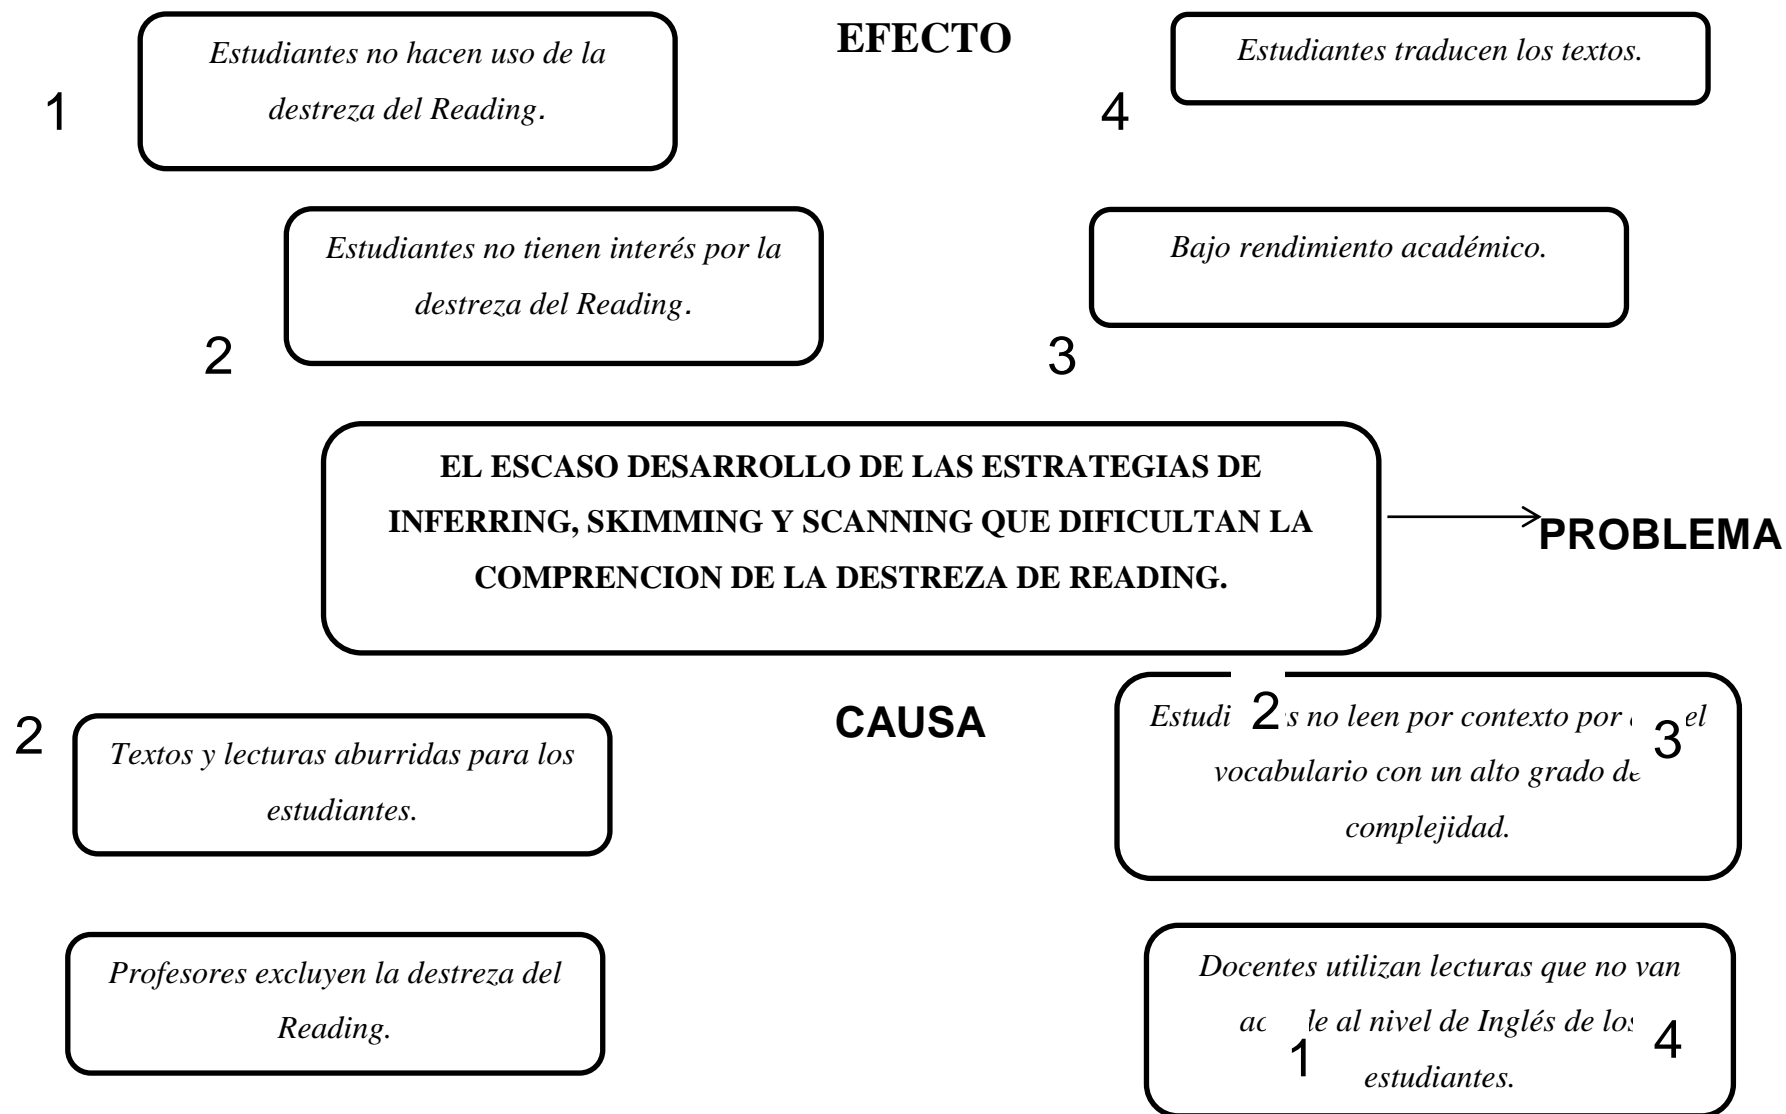 EFECTO
1
Estudiantes no hacen uso de la
destreza del Reading.
4
Estudiantes traducen los textos.
2
Estudiantes no tienen interés por la
destreza del Reading.
3
Bajo rendimiento académico.
EL ESCASO DESARROLLO DE LAS ESTRATEGIAS DE
INFERRING, SKIMMING Y SCANNING QUE DIFICULTAN LA
COMPRENCION DE LA DESTREZA DE READING.
PROBLEMA
CAUSA
2
Textos y lecturas aburridas para los
estudiantes.
2
3
no leen por contexto por el
vocabulario con un alto grado de
complejidad.
Profesores excluyen la destreza del
Reading.
1
4
Docentes utilizan lecturas que no van
al nivel de Inglés de los
estudiantes.